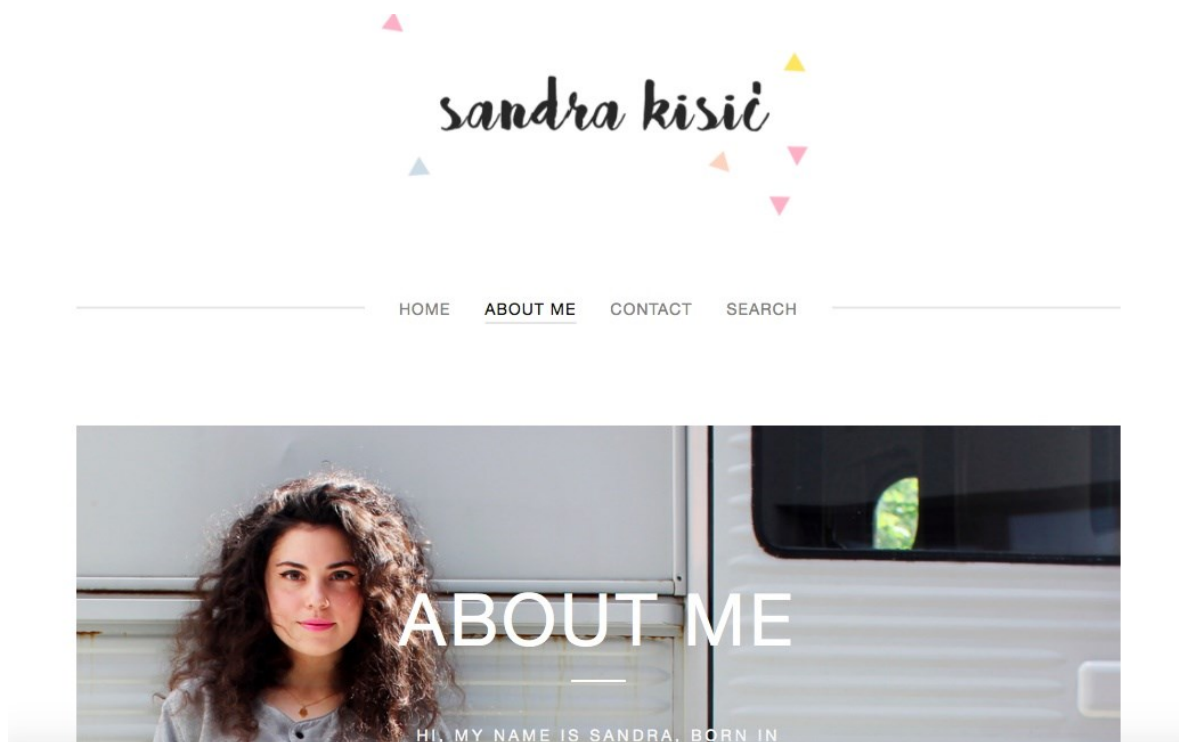 sandra kisić
HOME ABOUT ME CONTACT SEARCH
ABOUT ME
HI, MY NAME IS SANDRA, BORN IN